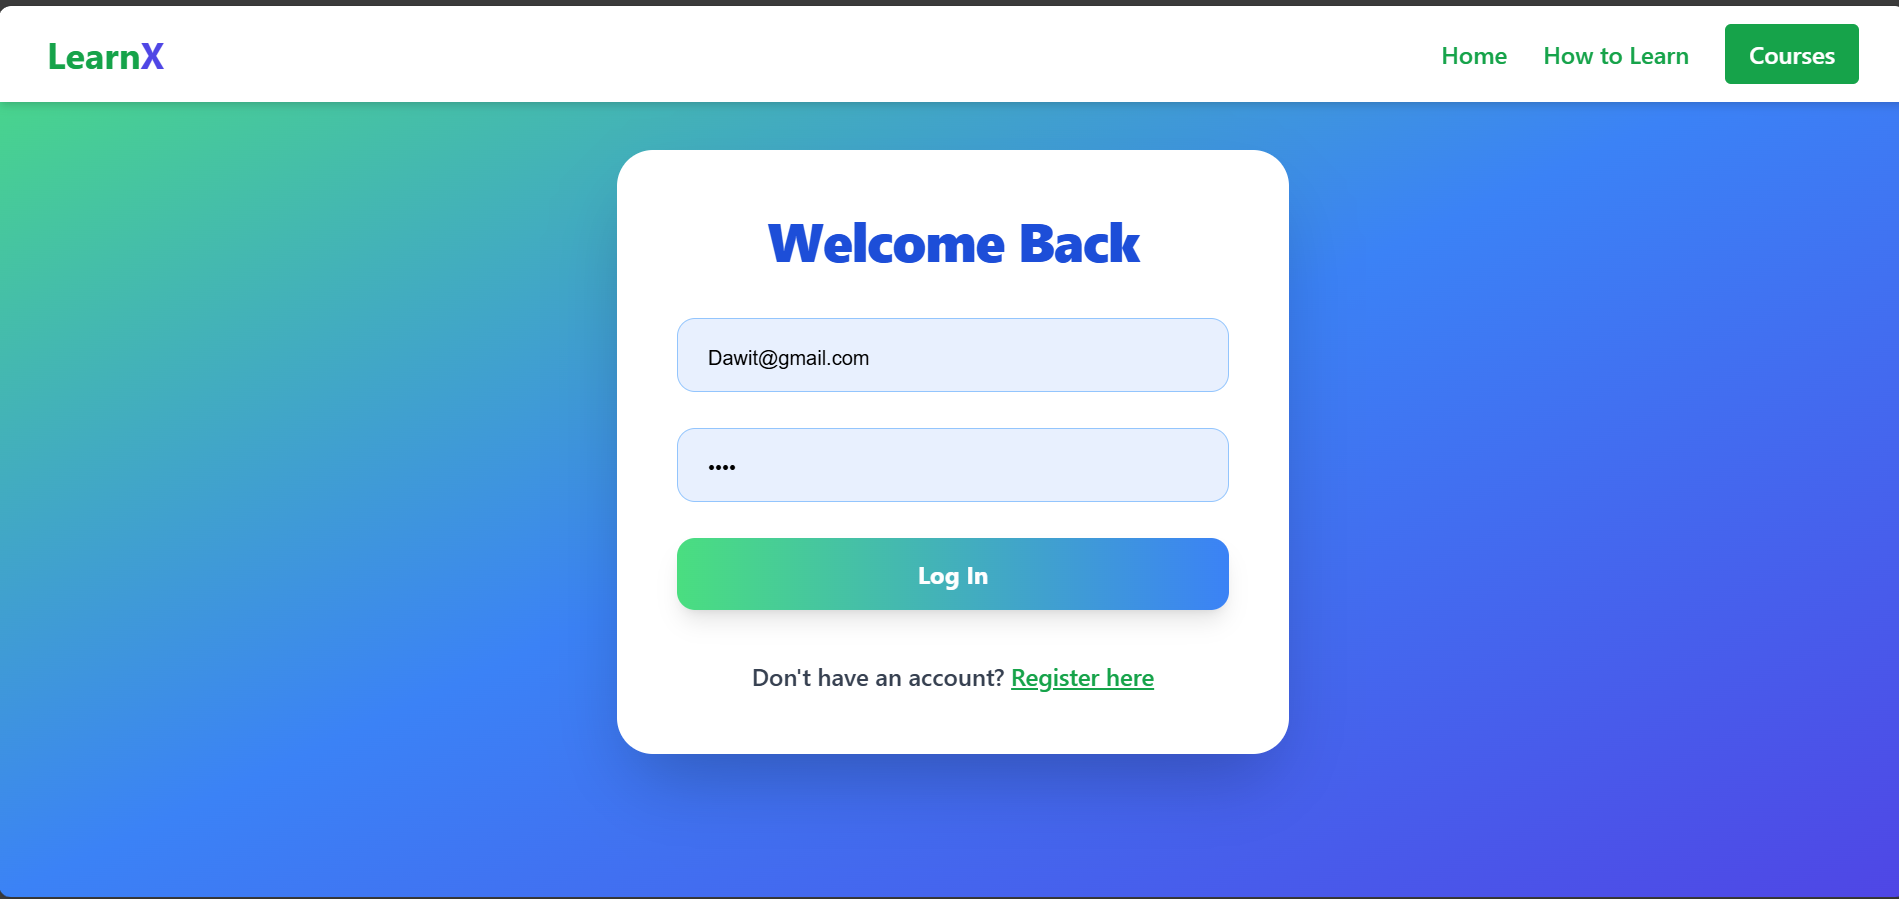 LearnX
Home
How to Learn
Courses
Welcome Back
Dawit@gmail.com
••••
Log In
Don't have an account? Register here